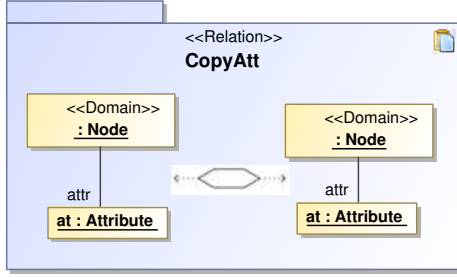 <<Relation>>
CopyAtt
<<Domain>>
: Node
attr
at : Attribute
<<Domain>>
: Node
attr
at : Attribute